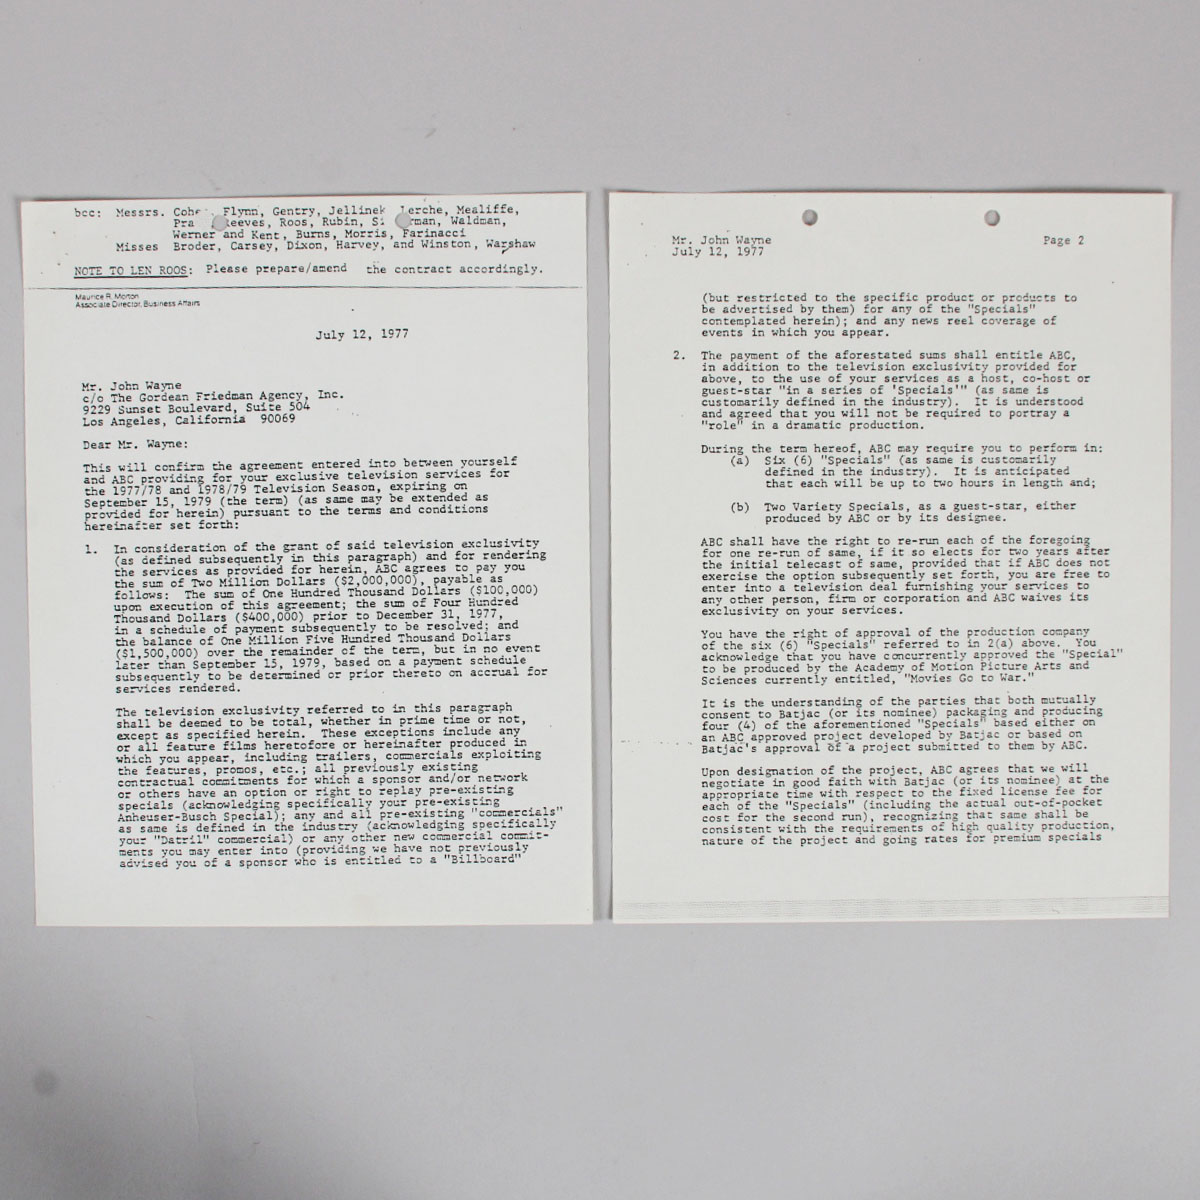 bcc: Messrs. Flynn, Gentry, Jellinek Lerche, Mealiffe,
Reeves, Roos, Rubin, Waldman,
Werner and Kent, Burns, Morris, Farinacci
Misses Broder, Carsey, Dixon, Harvey, and Winston, Warshaw
NOTE TO LEN ROOS: Please prepare/amend the contract accordingly.
Maurice R. Morton
Associate Director, Business Affairs
July 12, 1977
Mr. John Wayne
c/o The Gordean Friedman Agency, Inc.
9229 Sunset Boulevard, Suite 504
Los Angeles, California 90069
Dear Mr. Wayne:
This will confirm the agreement entered into between yourself
and ABC providing for your exclusive television services for
the 1977/78 and 1978/79 Television Season, expiring on
September 15, 1979 (the term) (as same may be extended as
provided for herein) pursuant to the terms and conditions
hereinafter set forth:
1. In consideration of the grant of said television exclusivity
(as defined subsequently in this paragraph) and for rendering
the services as provided for herein, ABC agrees to pay you
the sum of Two Million Dollars ($2,000,000), payable as
follows: The sum of One Hundred Thousand Dollars ($100,000)
upon execution of this agreement; the sum of Four Hundred
Thousand Dollars ($400,000) prior to December 31, 1977,
in a schedule of payment subsequently to be resolved; and
the balance of One Million Five Hundred Thousand Dollars
($1,500,000) over the remainder of the term, but in no event
later than September 15, 1979, based on a payment schedule
subsequently to be determined or prior thereto on accrual for
services rendered.
The television exclusivity referred to in this paragraph
shall be deemed to be total, whether in prime time or not,
except as specified herein. These exceptions include any
or all feature films heretofore or hereinafter produced in
which you appear, including trailers, commercials exploiting
the features, promos, etc.; all previously existing
contractual commitments for which a sponsor and/or network
or others have an option or right to replay pre-existing
specials (acknowledging specifically your pre-existing
Anheuser-Busch Special); any and all pre-existing "commercials"
as same is defined in the industry (acknowledging specifically
your "Datril" commercial) or any other new commercial commit-
ments you may enter into (providing we have not previously
advised you of a sponsor who is entitled to a "Billboard"
Mr. John Wayne Page 2
July 12, 1977
(but restricted to the specific product or products to
be advertised by them) for any of the "Specials"
contemplated herein); and any news reel coverage of
events in which you appear.
2. The payment of the aforestated sums shall entitle ABC,
in addition to the television exclusivity provided for
above, to the use of your services as a host, co-host or
guest-star "in a series of 'Specials'" (as same is
customarily defined in the industry). It is understood
and agreed that you will not be required to portray a
"role" in a dramatic production.
During the term hereof, ABC may require you to perform in:
(a) Six (6) "Specials" (as same is customarily
defined in the industry). It is anticipated
that each will be up to two hours in length and;
(b) Two Variety Specials, as a guest-star, either
produced by ABC or by its designee.
ABC shall have the right to re-run each of the foregoing
for one re-run of same, if it so elects for two years after
the initial telecast of same, provided that if ABC does not
exercise the option subsequently set forth, you are free to
enter into a television deal furnishing your services to
any other person, firm or corporation and ABC waives its
exclusivity on your services.
You have the right of approval of the production company
of the six (6) "Specials" referred to in 2(a) above. You
acknowledge that you have concurrently approved the "Special"
to be produced by the Academy of Motion Picture Arts and
Sciences currently entitled, "Movies Go to War."
It is the understanding of the parties that both mutually
consent to Batjac (or its nominee) packaging and producing
four (4) of the aforementioned "Specials" based either on
an ABC approved project developed by Batjac or based on
Batjac's approval of a project submitted to them by ABC.
Upon designation of the project, ABC agrees that we will
negotiate in good faith with Batjac (or its nominee) at the
appropriate time with respect to the fixed license fee for
each of the "Specials" (including the actual out-of-pocket
cost for the second run), recognizing that same shall be
consistent with the requirements of high quality production,
nature of the project and going rates for premium specials